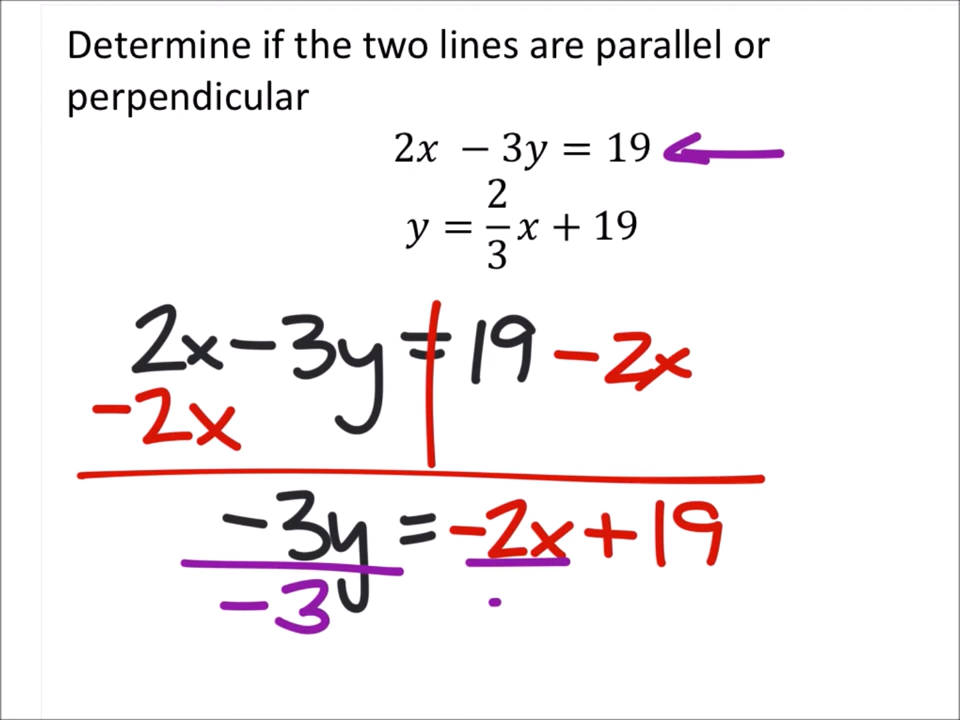 Determine if the two lines are parallel or
perpendicular
2x − 3y = 19
y = 2/3 x + 19
2x − 3y = 19 − 2x
−2x
−3y = −2x + 19
−3